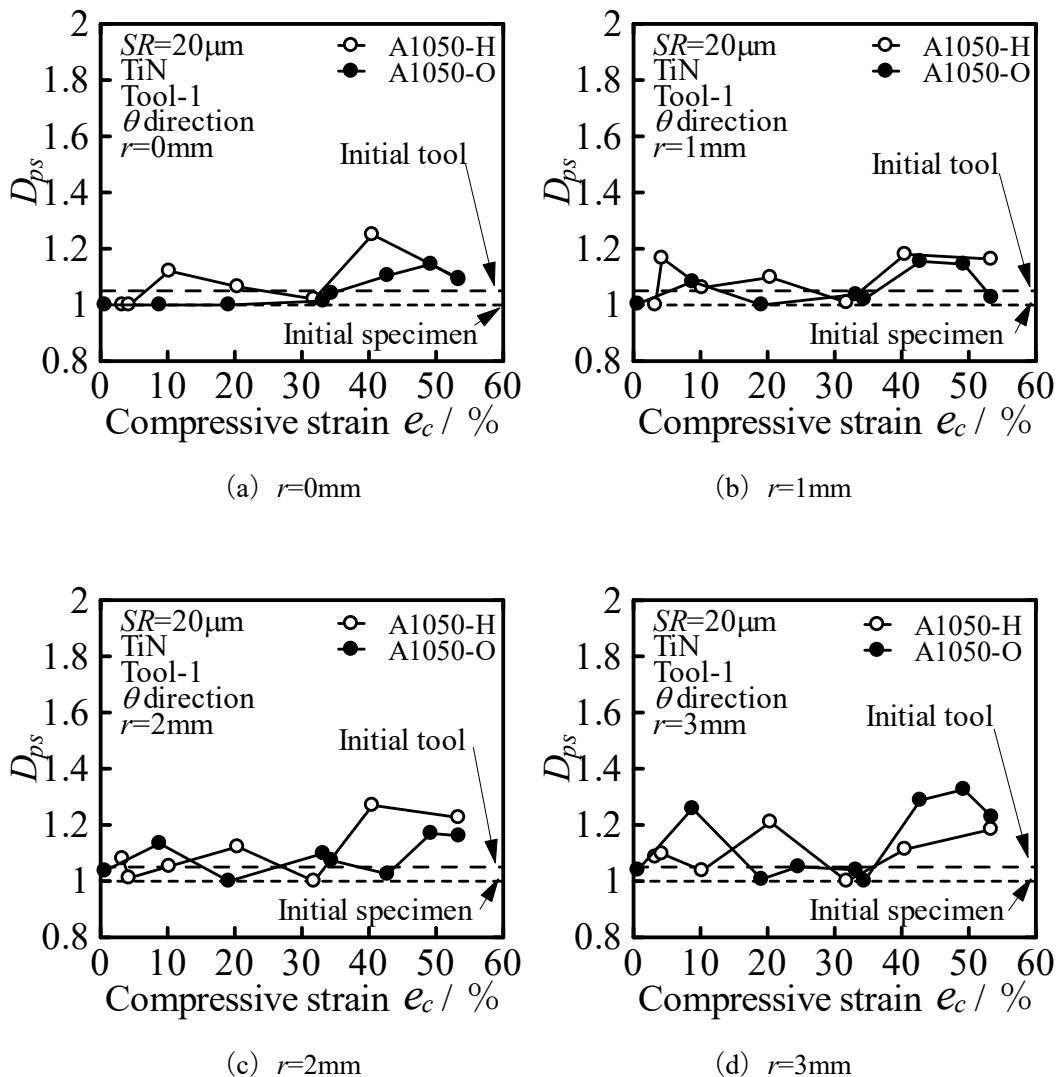 2
1.8
1.6
1.4
1.2
1
0.8
D_ps
SR=20μm
TiN
Tool-1
θ direction
r=0mm
A1050-H
A1050-O
Initial tool
Initial specimen
0 10 20 30 40 50 60
Compressive strain e_c / %
(a) r=0mm
2
1.8
1.6
1.4
1.2
1
0.8
D_ps
SR=20μm
TiN
Tool-1
θ direction
r=1mm
A1050-H
A1050-O
Initial tool
Initial specimen
0 10 20 30 40 50 60
Compressive strain e_c / %
(b) r=1mm
2
1.8
1.6
1.4
1.2
1
0.8
D_ps
SR=20μm
TiN
Tool-1
θ direction
r=2mm
A1050-H
A1050-O
Initial tool
Initial specimen
0 10 20 30 40 50 60
Compressive strain e_c / %
(c) r=2mm
2
1.8
1.6
1.4
1.2
1
0.8
D_ps
SR=20μm
TiN
Tool-1
θ direction
r=3mm
A1050-H
A1050-O
Initial tool
Initial specimen
0 10 20 30 40 50 60
Compressive strain e_c / %
(d) r=3mm